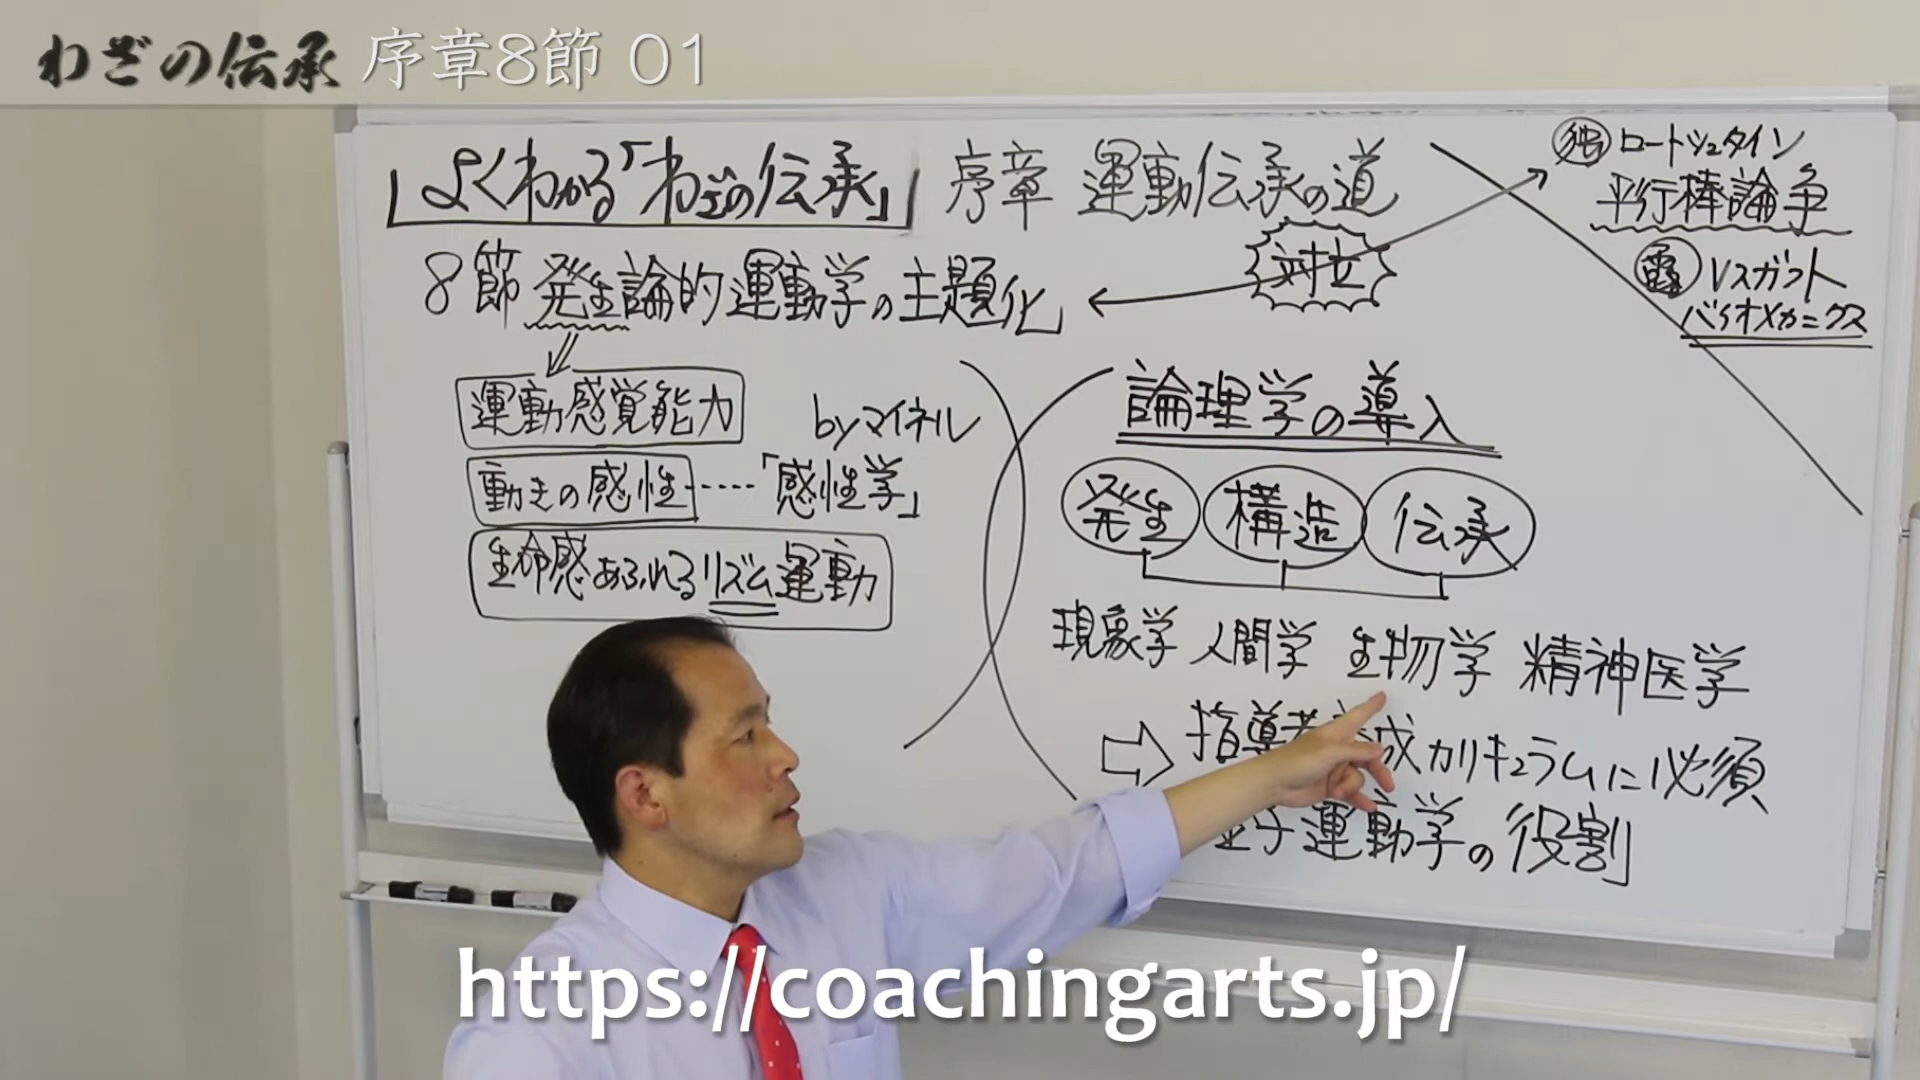 わざの伝承 序章8節 01
よくわかる「わざの伝承」 序章 運動伝承の道
8節 発生論的運動学の主題化
対立
独 ロートシュタイン
平行棒論争
Vスガント
バイオメカニクス
運動感覚能力
byマイネル
動きの感性……「感性学」
生命感あふれるリズム運動
論理学の導入
発生 構造 伝承
現象学 人間学 生物学 精神医学
指導者 成カリキュラムに必須
金子運動学の役割
https://coachingarts.jp/